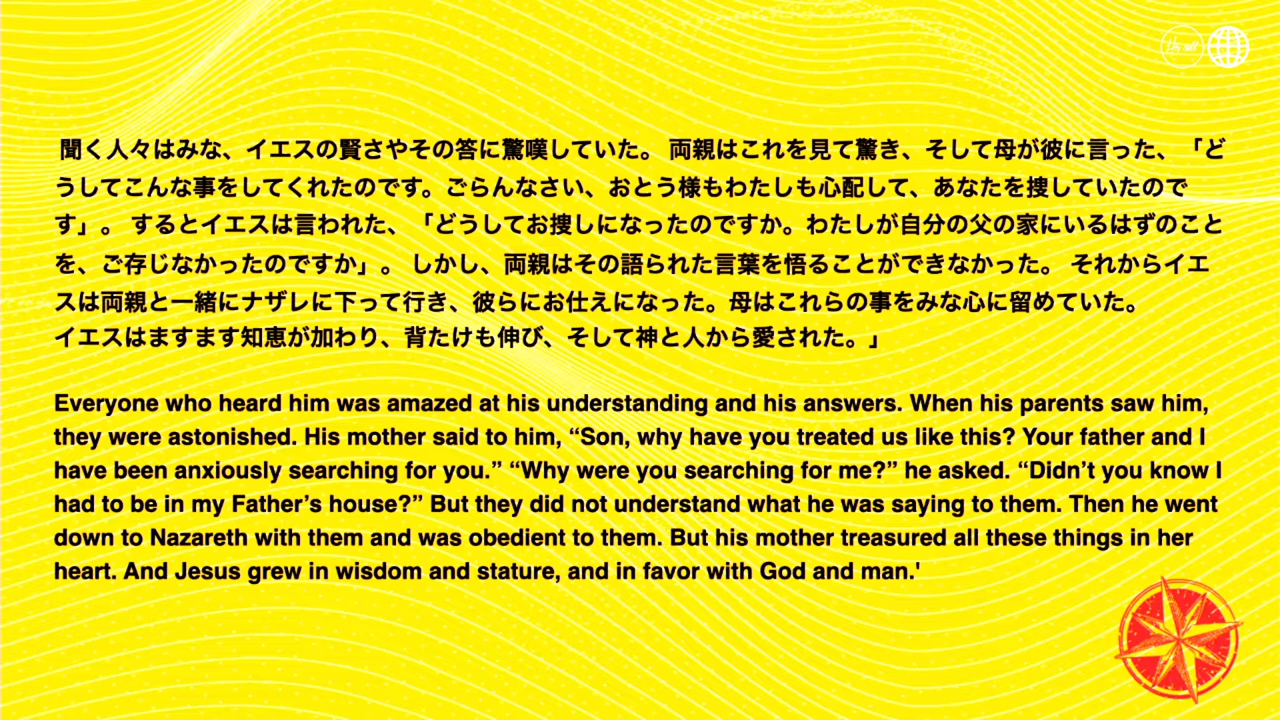 聞く人々はみな、イエスの賢さやその答に驚嘆していた。 両親はこれを見て驚き、そして母が彼に言った、「ど
うしてこんな事をしてくれたのです。ごらんなさい、おとう様もわたしも心配して、あなたを捜していたので
す」。 するとイエスは言われた、「どうしてお捜しになったのですか。わたしが自分の父の家にいるはずのこと
を、ご存じなかったのですか」。 しかし、両親はその語られた言葉を悟ることができなかった。 それからイエ
スは両親と一緒にナザレに下って行き、彼らにお仕えになった。母はこれらの事をみな心に留めていた。
イエスはますます知恵が加わり、背たけも伸び、そして神と人から愛された。」
Everyone who heard him was amazed at his understanding and his answers. When his parents saw him,
they were astonished. His mother said to him, “Son, why have you treated us like this? Your father and I
have been anxiously searching for you.” “Why were you searching for me?” he asked. “Didn’t you know I
had to be in my Father’s house?” But they did not understand what he was saying to them. Then he went
down to Nazareth with them and was obedient to them. But his mother treasured all these things in her
heart. And Jesus grew in wisdom and stature, and in favor with God and man.'